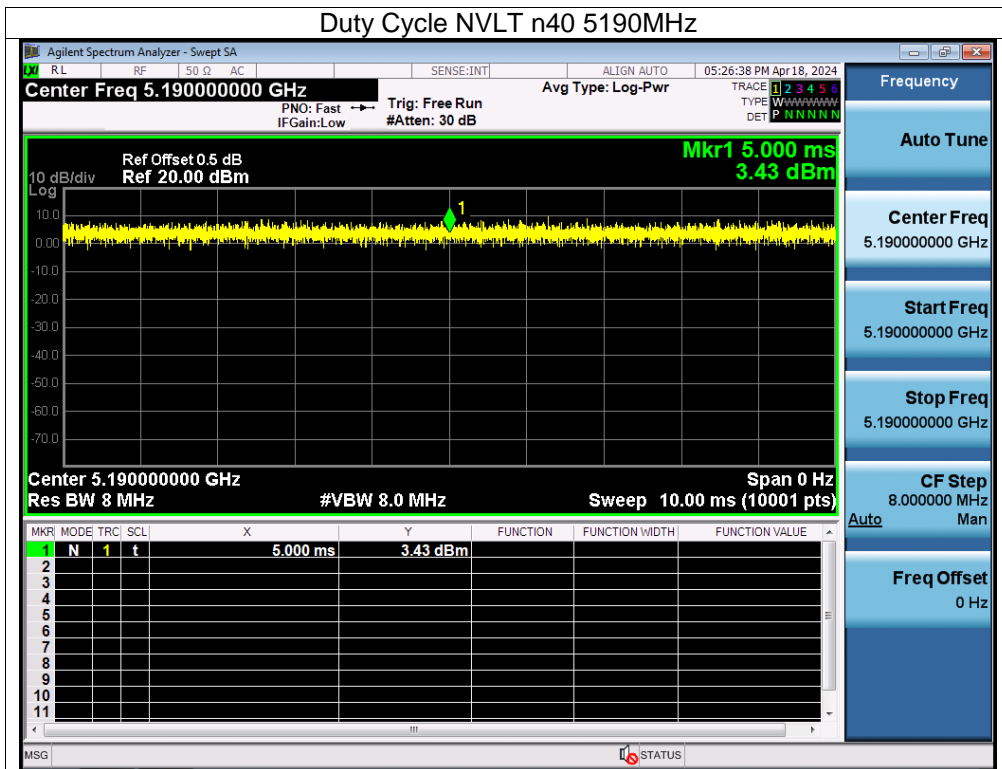 Duty Cycle NVLT n40 5190MHz
Agilent Spectrum Analyzer - Swept SA
LXI RL RF 50 Ω AC SENSE:INT ALIGN AUTO 05:26:38 PM Apr 18, 2024
Center Freq 5.190000000 GHz
PNO: Fast
IFGain:Low
Trig: Free Run
#Atten: 30 dB
Avg Type: Log-Pwr
TRACE 1 2 3 4 5 6
TYPE WWWWWW
DET P N N N N N
Frequency
Auto Tune
Center Freq
5.190000000 GHz
Start Freq
5.190000000 GHz
Stop Freq
5.190000000 GHz
CF Step
8.000000 MHz
Auto Man
Freq Offset
0 Hz
Mkr1 5.000 ms
3.43 dBm
Ref Offset 0.5 dB
10 dB/div Ref 20.00 dBm
Log
1
10.0
0.00
-10.0
-20.0
-30.0
-40.0
-50.0
-60.0
-70.0
Center 5.190000000 GHz Span 0 Hz
Res BW 8 MHz #VBW 8.0 MHz Sweep 10.00 ms (10001 pts)
MKR MODE TRC SCL X Y FUNCTION FUNCTION WIDTH FUNCTION VALUE
1 N 1 t 5.000 ms 3.43 dBm
2
3
4
5
6
7
8
9
10
11
MSG STATUS